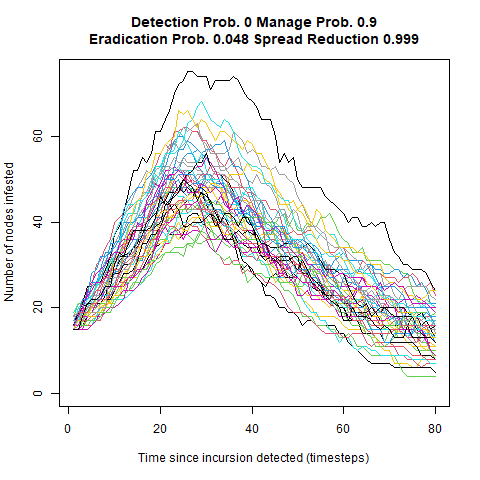 Detection Prob. 0 Manage Prob. 0.9
Eradication Prob. 0.048 Spread Reduction 0.999
Number of nodes infested
60
40
20
0
0 20 40 60 80
Time since incursion detected (timesteps)